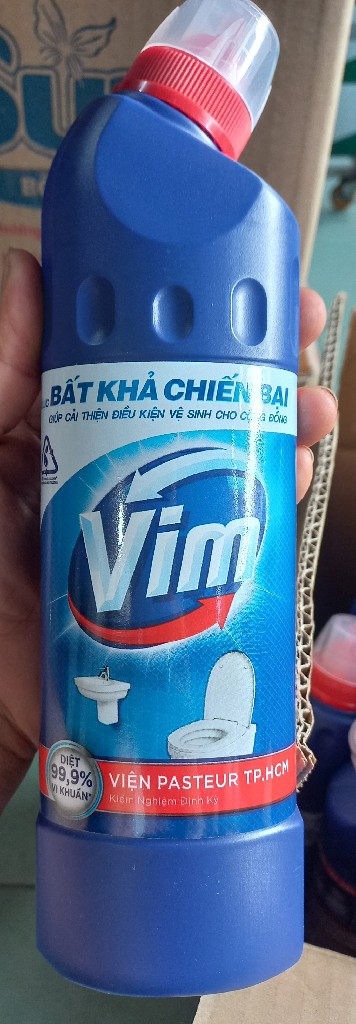 BẤT KHẢ CHIẾN BẠI
GIÚP CẢI THIỆN ĐIỀU KIỆN VỆ SINH CHO CỘNG ĐỒNG
Vim
DIỆT
99,9%
VI KHUẨN*
VIỆN PASTEUR TP.HCM
Kiểm Nghiệm Định Kỳ